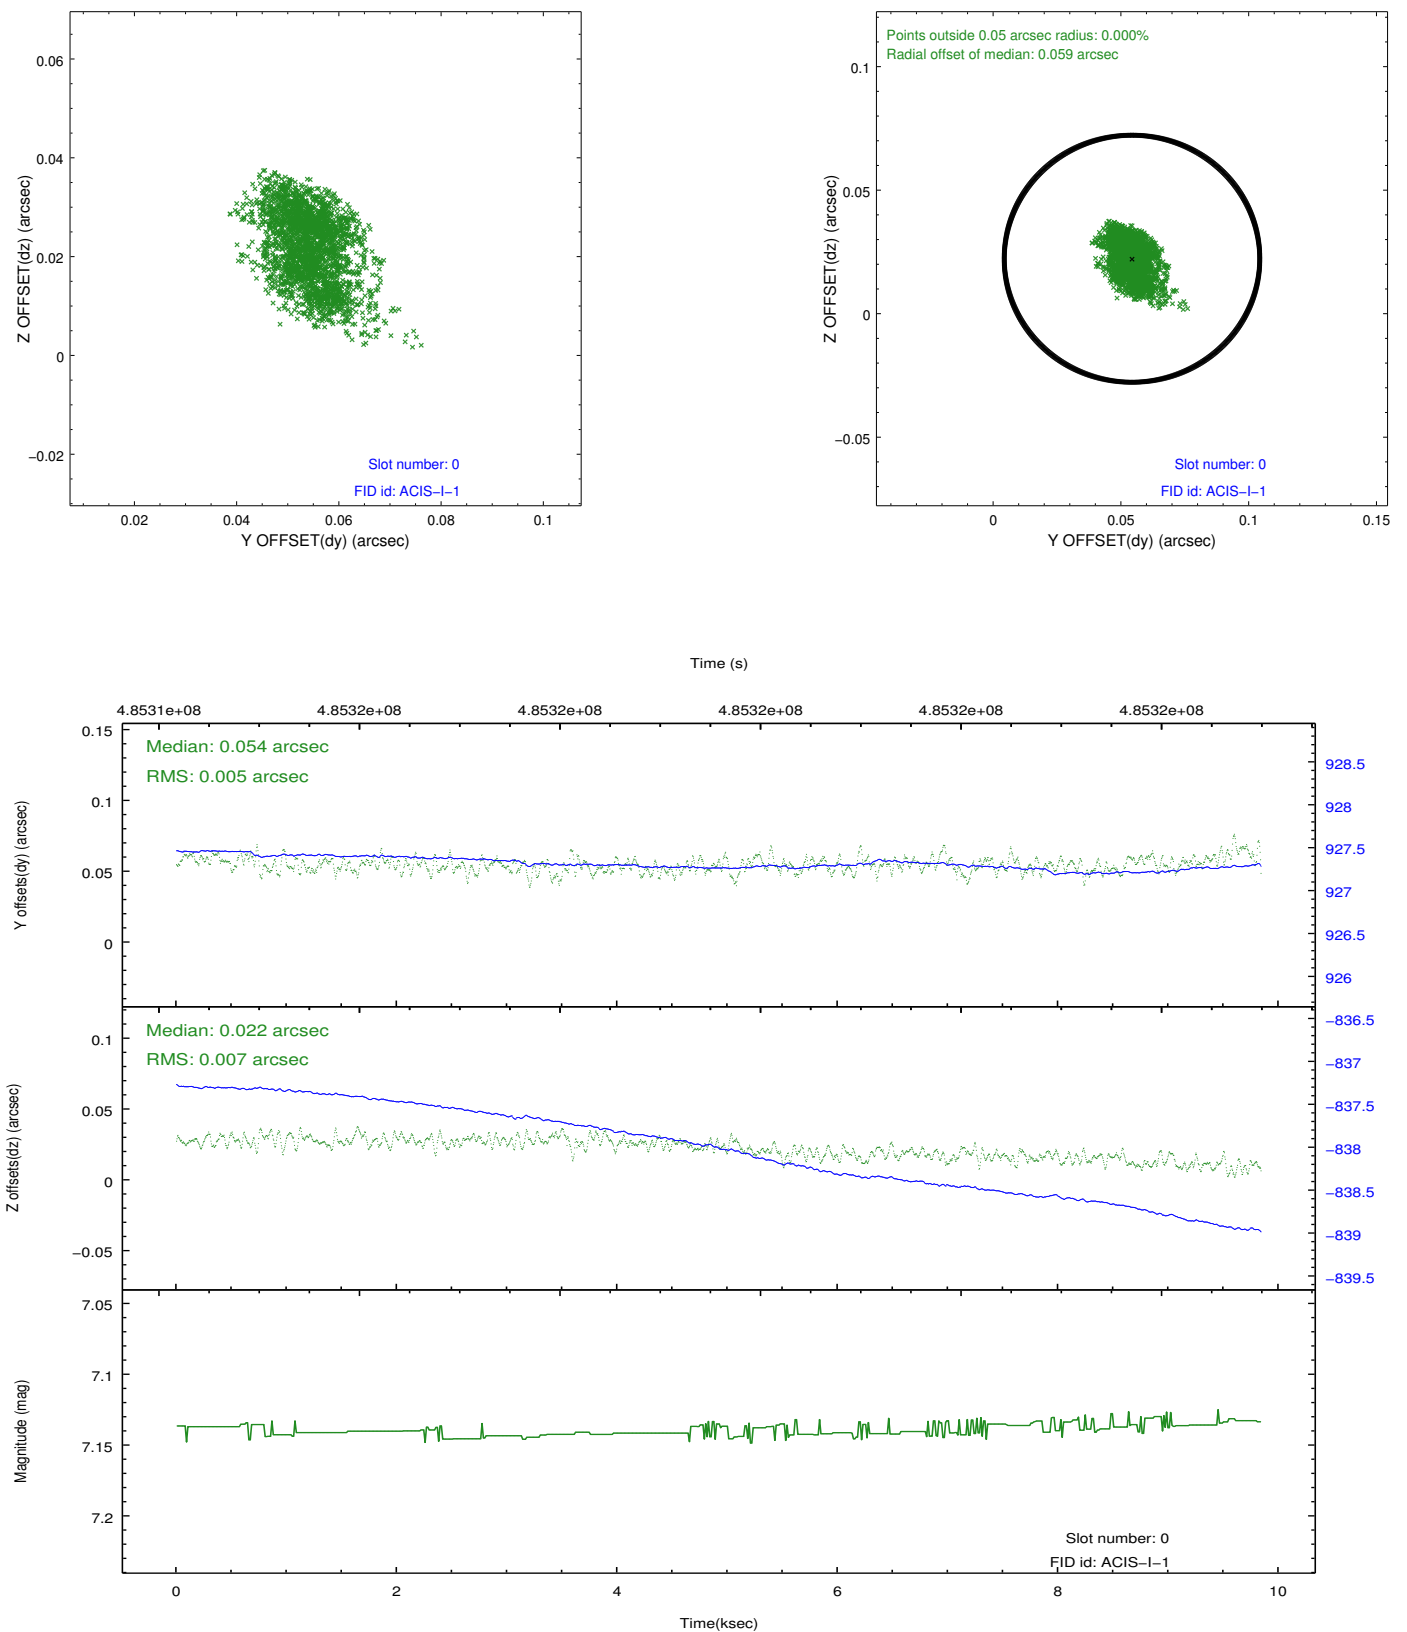 0.06
0.04
0.02
0
−0.02
Z OFFSET(dz) (arcsec)
Slot number: 0
FID id: ACIS−I−1
0.02
0.04
0.06
0.08
0.1
Y OFFSET(dy) (arcsec)
Points outside 0.05 arcsec radius: 0.000%
Radial offset of median: 0.059 arcsec
0.1
0.05
0
−0.05
Z OFFSET(dz) (arcsec)
Slot number: 0
FID id: ACIS−I−1
0
0.05
0.1
0.15
Y OFFSET(dy) (arcsec)
Time (s)
4.8531e+08
4.8532e+08
4.8532e+08
4.8532e+08
4.8532e+08
4.8532e+08
Median: 0.054 arcsec
RMS: 0.005 arcsec
0.15
0.1
0.05
0
Y offsets(dy) (arcsec)
928.5
928
927.5
927
926.5
926
Median: 0.022 arcsec
RMS: 0.007 arcsec
0.1
0.05
0
−0.05
Z offsets(dz) (arcsec)
−836.5
−837
−837.5
−838
−838.5
−839
−839.5
7.05
7.1
7.15
7.2
Magnitude (mag)
Slot number: 0
FID id: ACIS−I−1
0
2
4
6
8
10
Time(ksec)